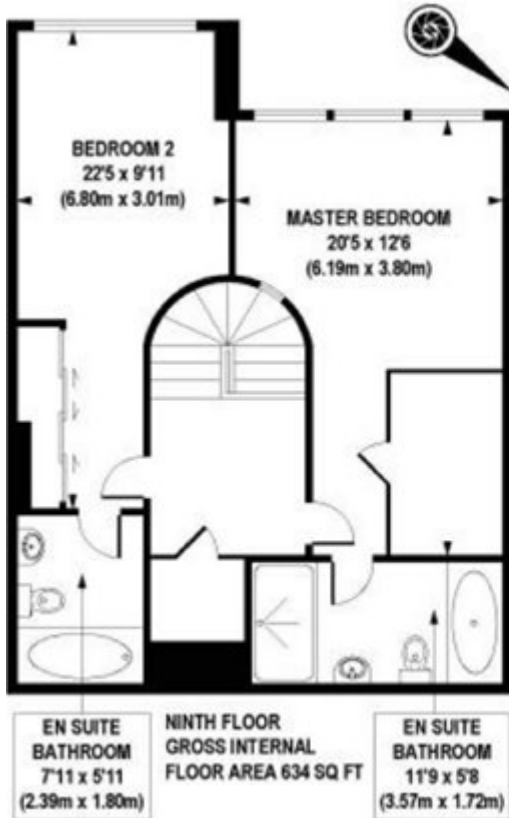 BEDROOM 2
22'5 x 9'11
(6.80m x 3.01m)
MASTER BEDROOM
20'5 x 12'6
(6.19m x 3.80m)
EN SUITE
BATHROOM
7'11 x 5'11
(2.39m x 1.80m)
NINTH FLOOR
GROSS INTERNAL
FLOOR AREA 634 SQ FT
EN SUITE
BATHROOM
11'9 x 5'8
(3.57m x 1.72m)